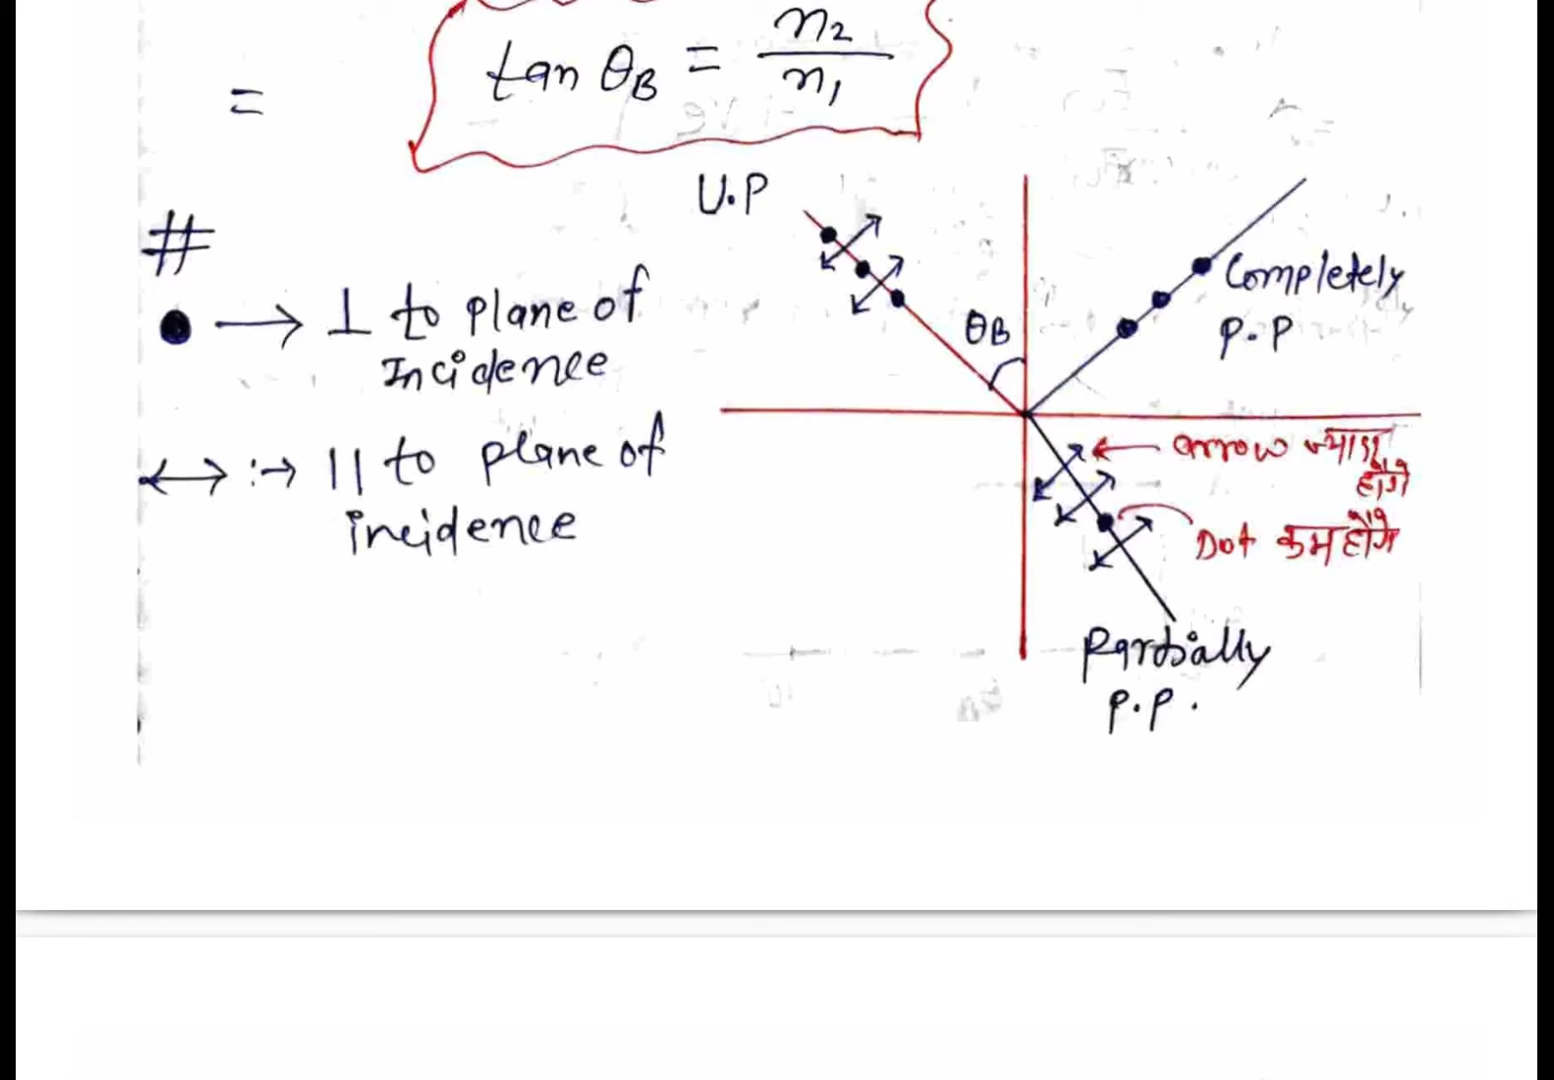 = tan θB = n2/n1
U.P
#
● → ⊥ to plane of
Incidence
↔ :→ || to plane of
incidence
θB
Completely
P.P
← arrow ज्यादा
होंगे
Dot कम होंगे
Partially
P.P.